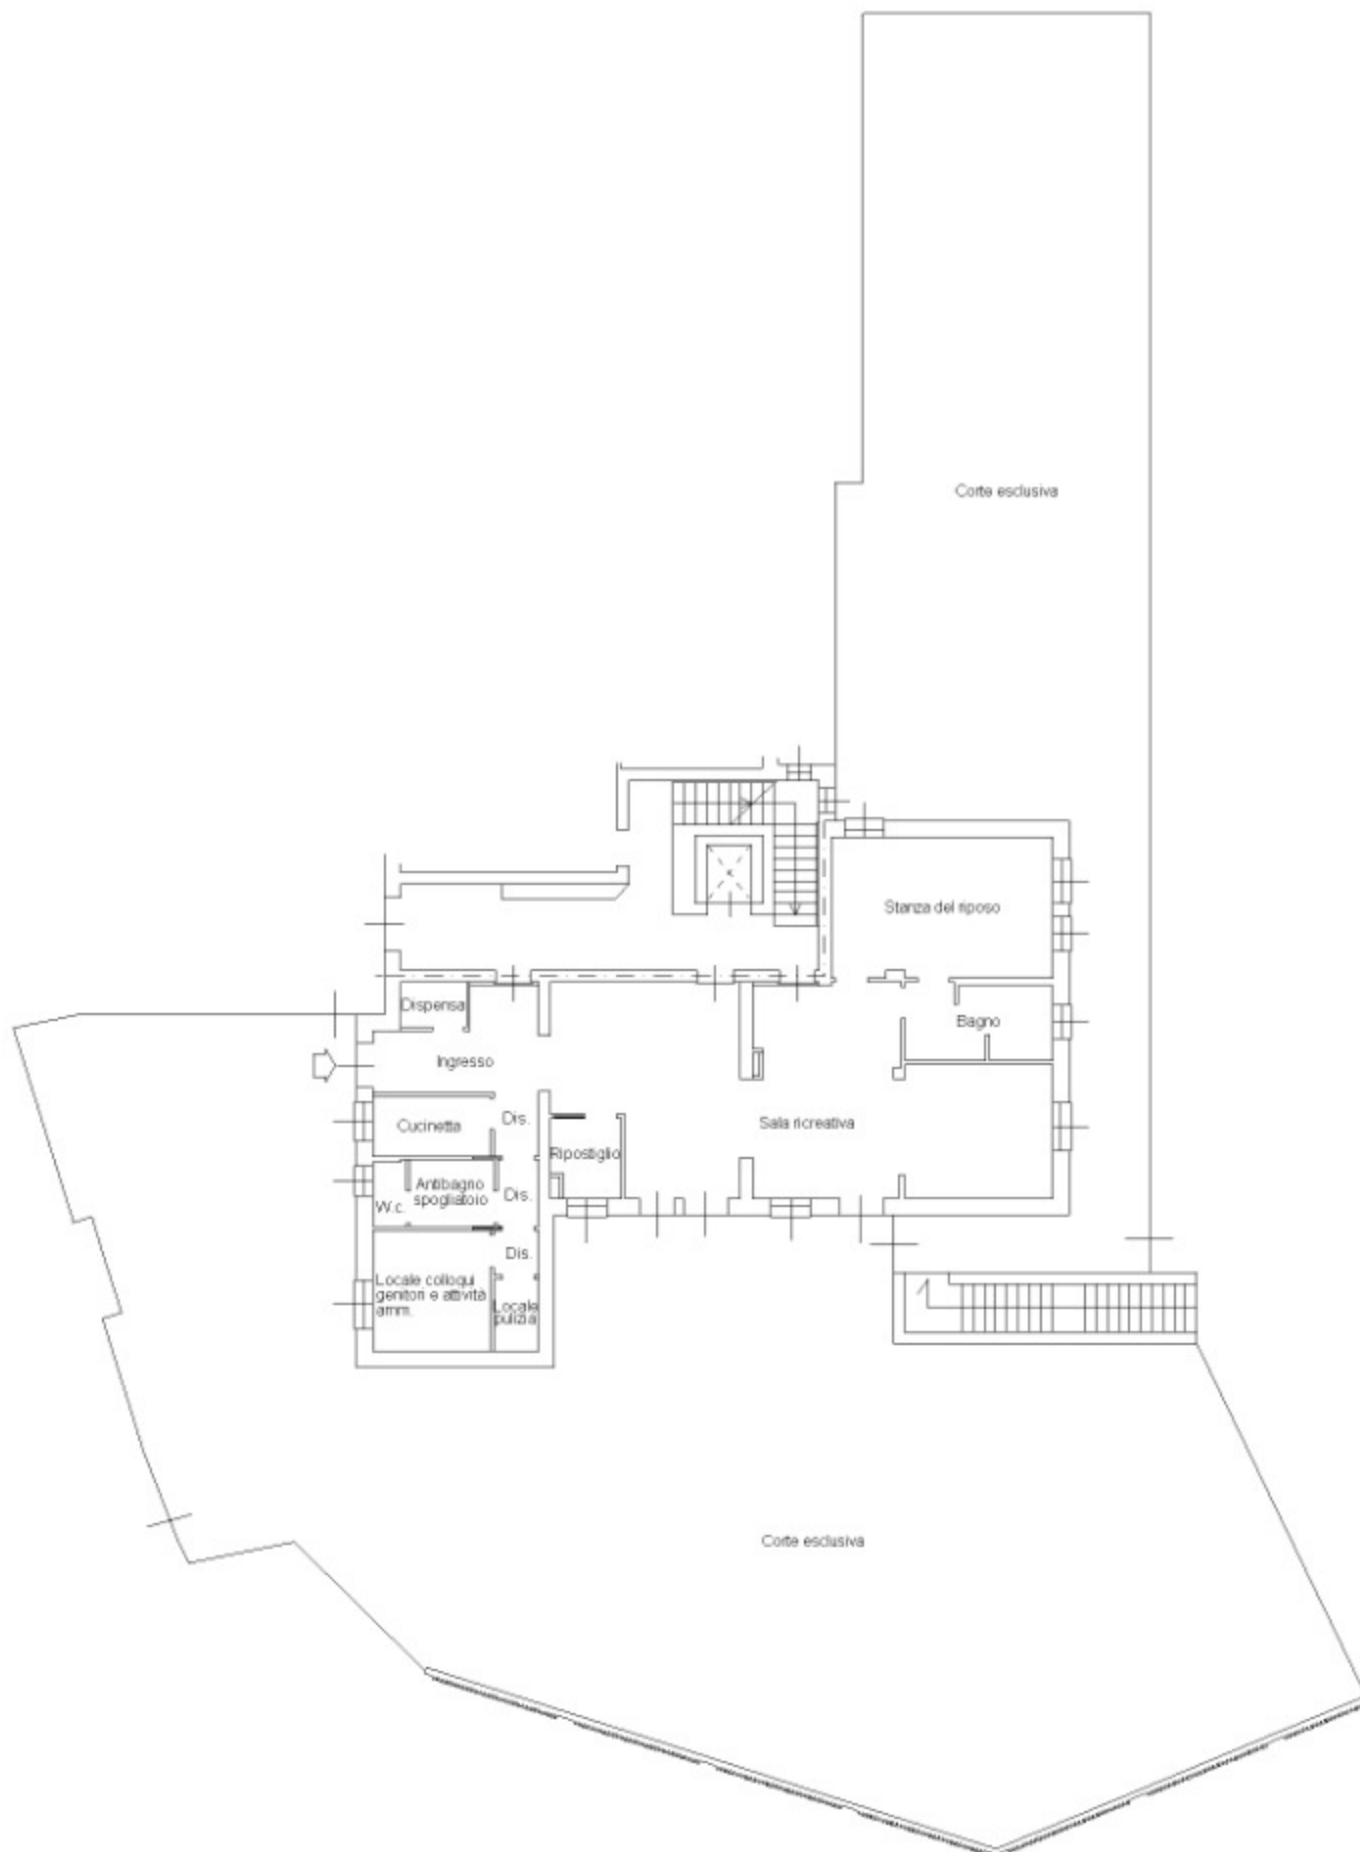 Corte esclusiva
Stanza del riposo
Dispensa
Bagno
Ingresso
Dis.
Cucinetta
Sala ricreativa
Ripostiglio
Antibagno
spogliatoio
Dis.
W.c.
Dis.
Locale colloqui
genitori e attività
amm.
Locale
pulizia
Corte esclusiva